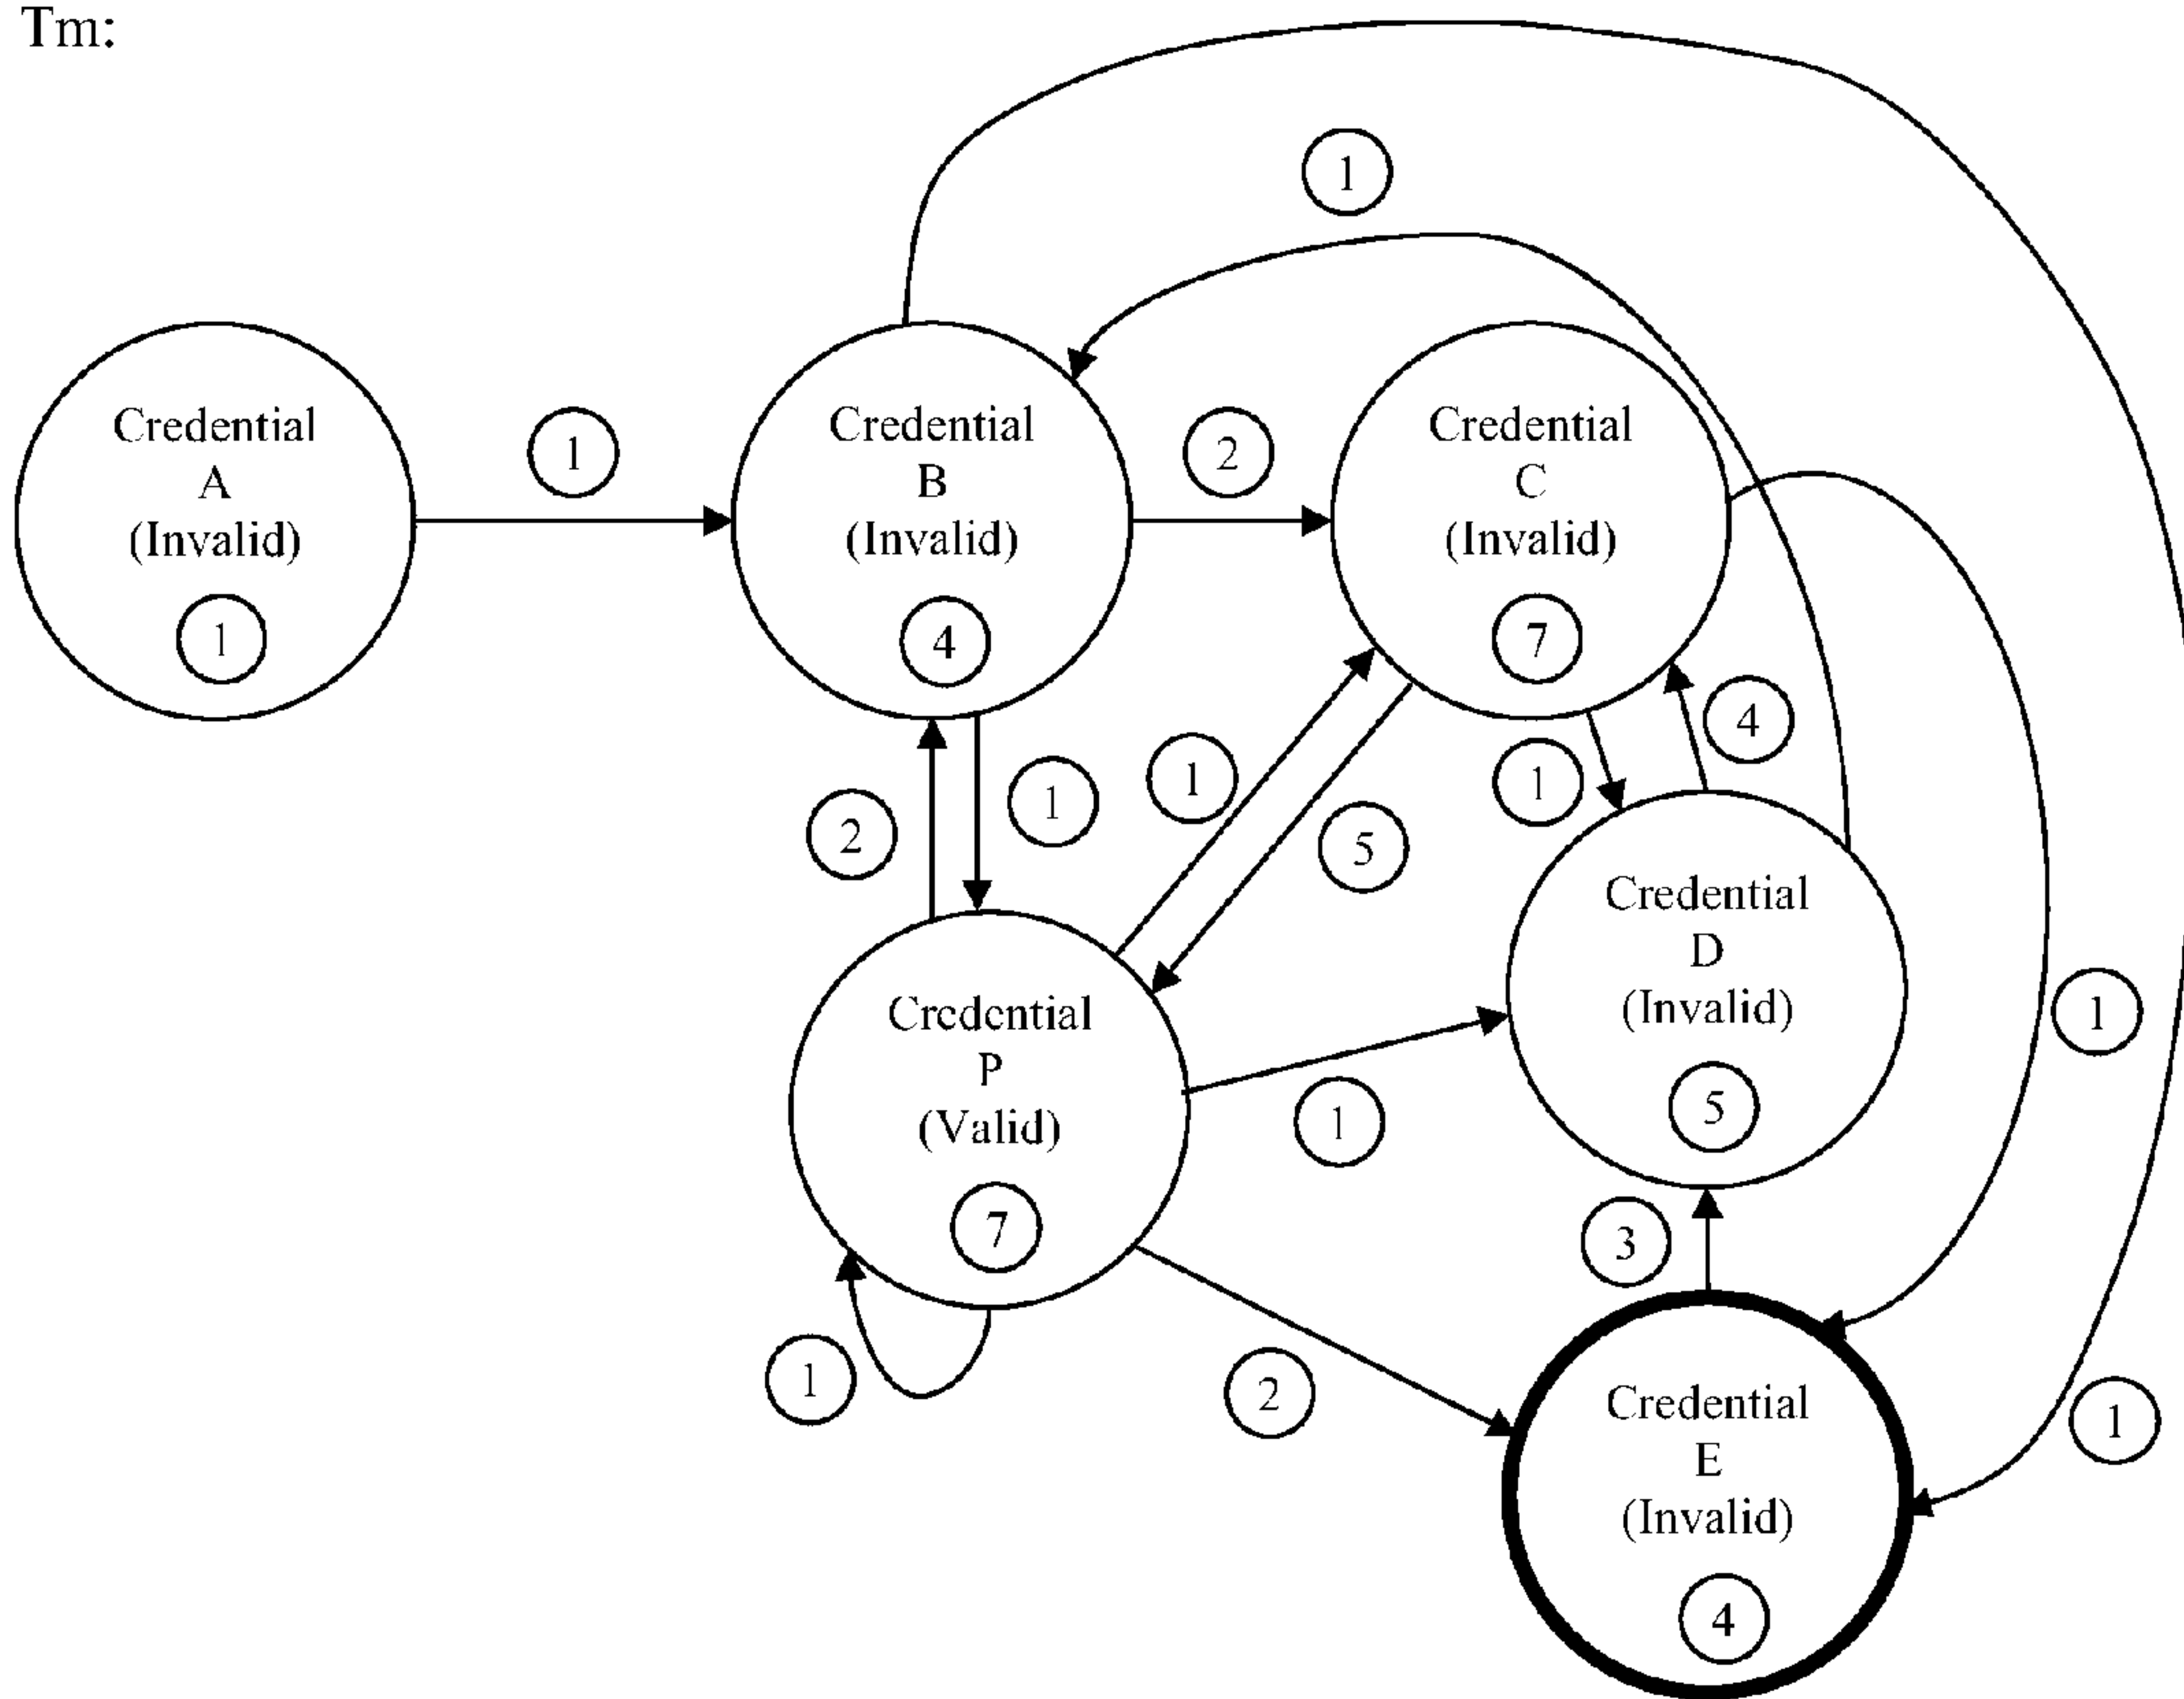 Tm:
1
1
Credential
A
(Invalid)
1
Credential
B
(Invalid)
4
2
Credential
C
(Invalid)
7
2
1
1
5
1
4
Credential
P
(Valid)
7
1
Credential
D
(Invalid)
5
1
3
1
2
Credential
E
(Invalid)
4
1